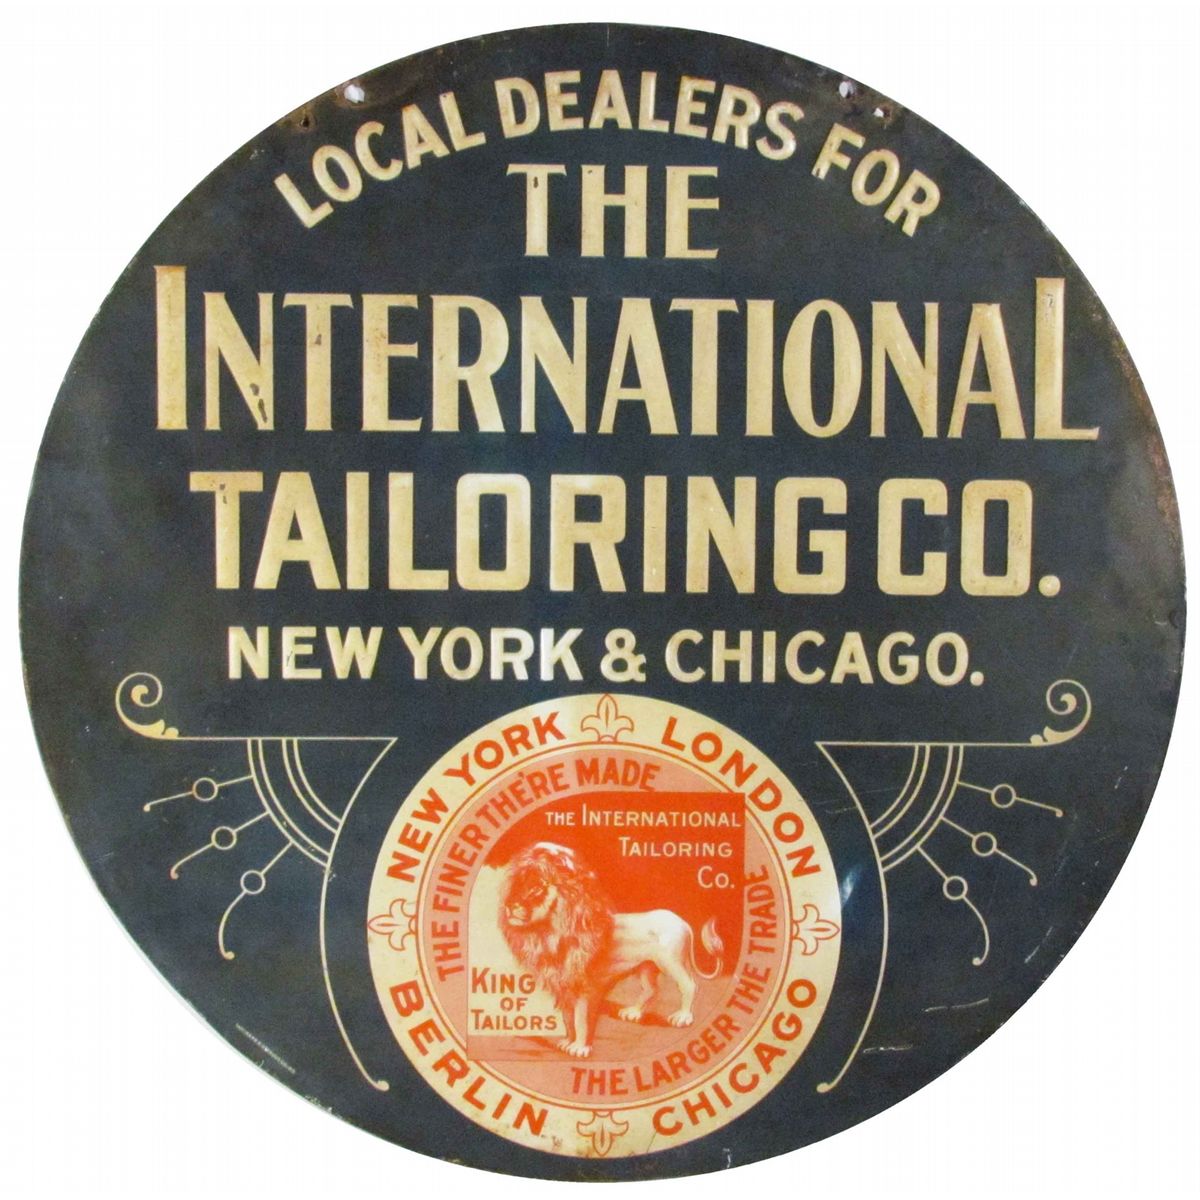 LOCAL DEALERS FOR
THE
INTERNATIONAL
TAILORING CO.
NEW YORK & CHICAGO.
NEW YORK
LONDON
THE FINER THE'RE MADE
THE INTERNATIONAL
TAILORING
CO.
KING
OF
TAILORS
THE LARGER THE TRADE
BERLIN
CHICAGO